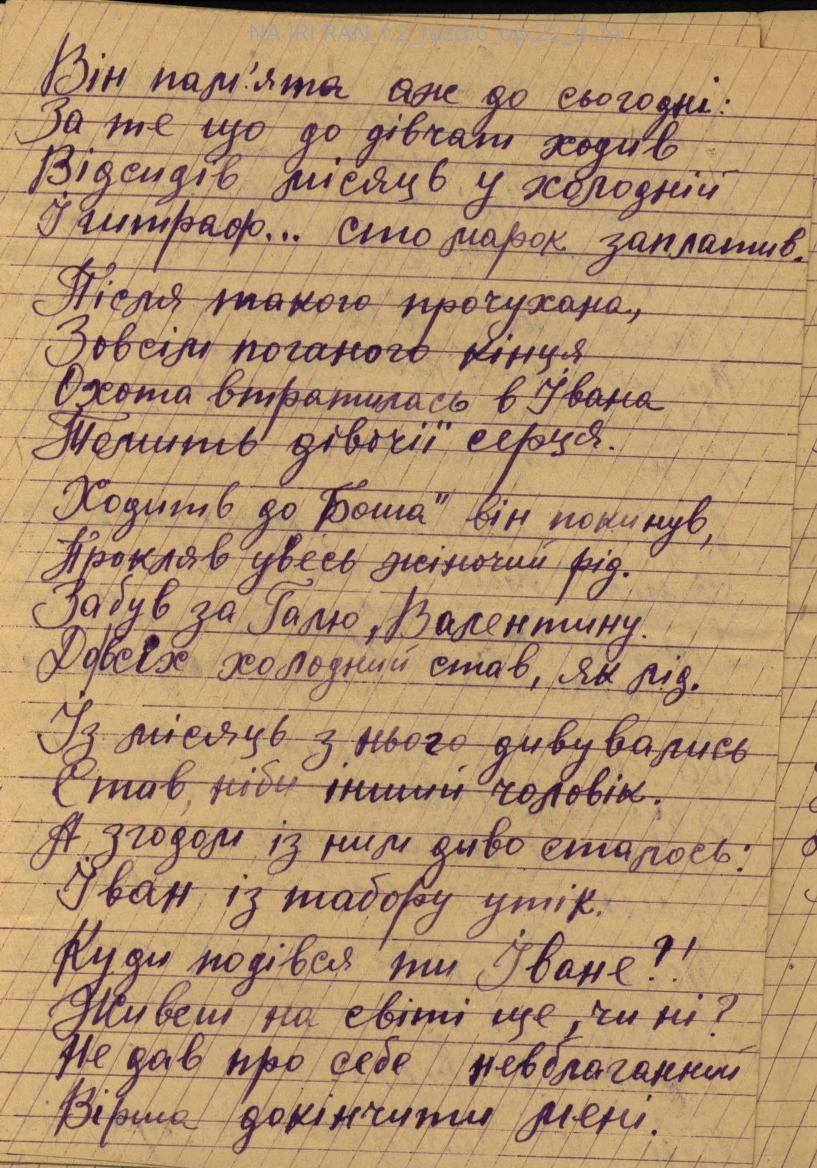 NA IRI RAN_f.2_razd.6_op.22_d.74
Він пам'ята аж до сьогодні:
За те що до дівчат ходив
Відсидів місяць у холодній
І штраф... сто марок заплатив.
Після такого прочухана,
Зовсім поганого кінця
Охота втратилась в Івана
Томить дівочії серця.
Ходить до "Боша" він покинув,
Прокляв увесь жіночий рід.
Забув за Галю, Валентину.
До всіх холодний став, як лід.
Із місяць з нього дивувались
Став, ніби інший чоловік.
А згодом із ним диво сталось:
Іван із табору утік.
Куди подівся ти Іване?!
Живеш на світі ще, чи ні?
Не дав про себе невблаганний
Вірша докінчити мені.